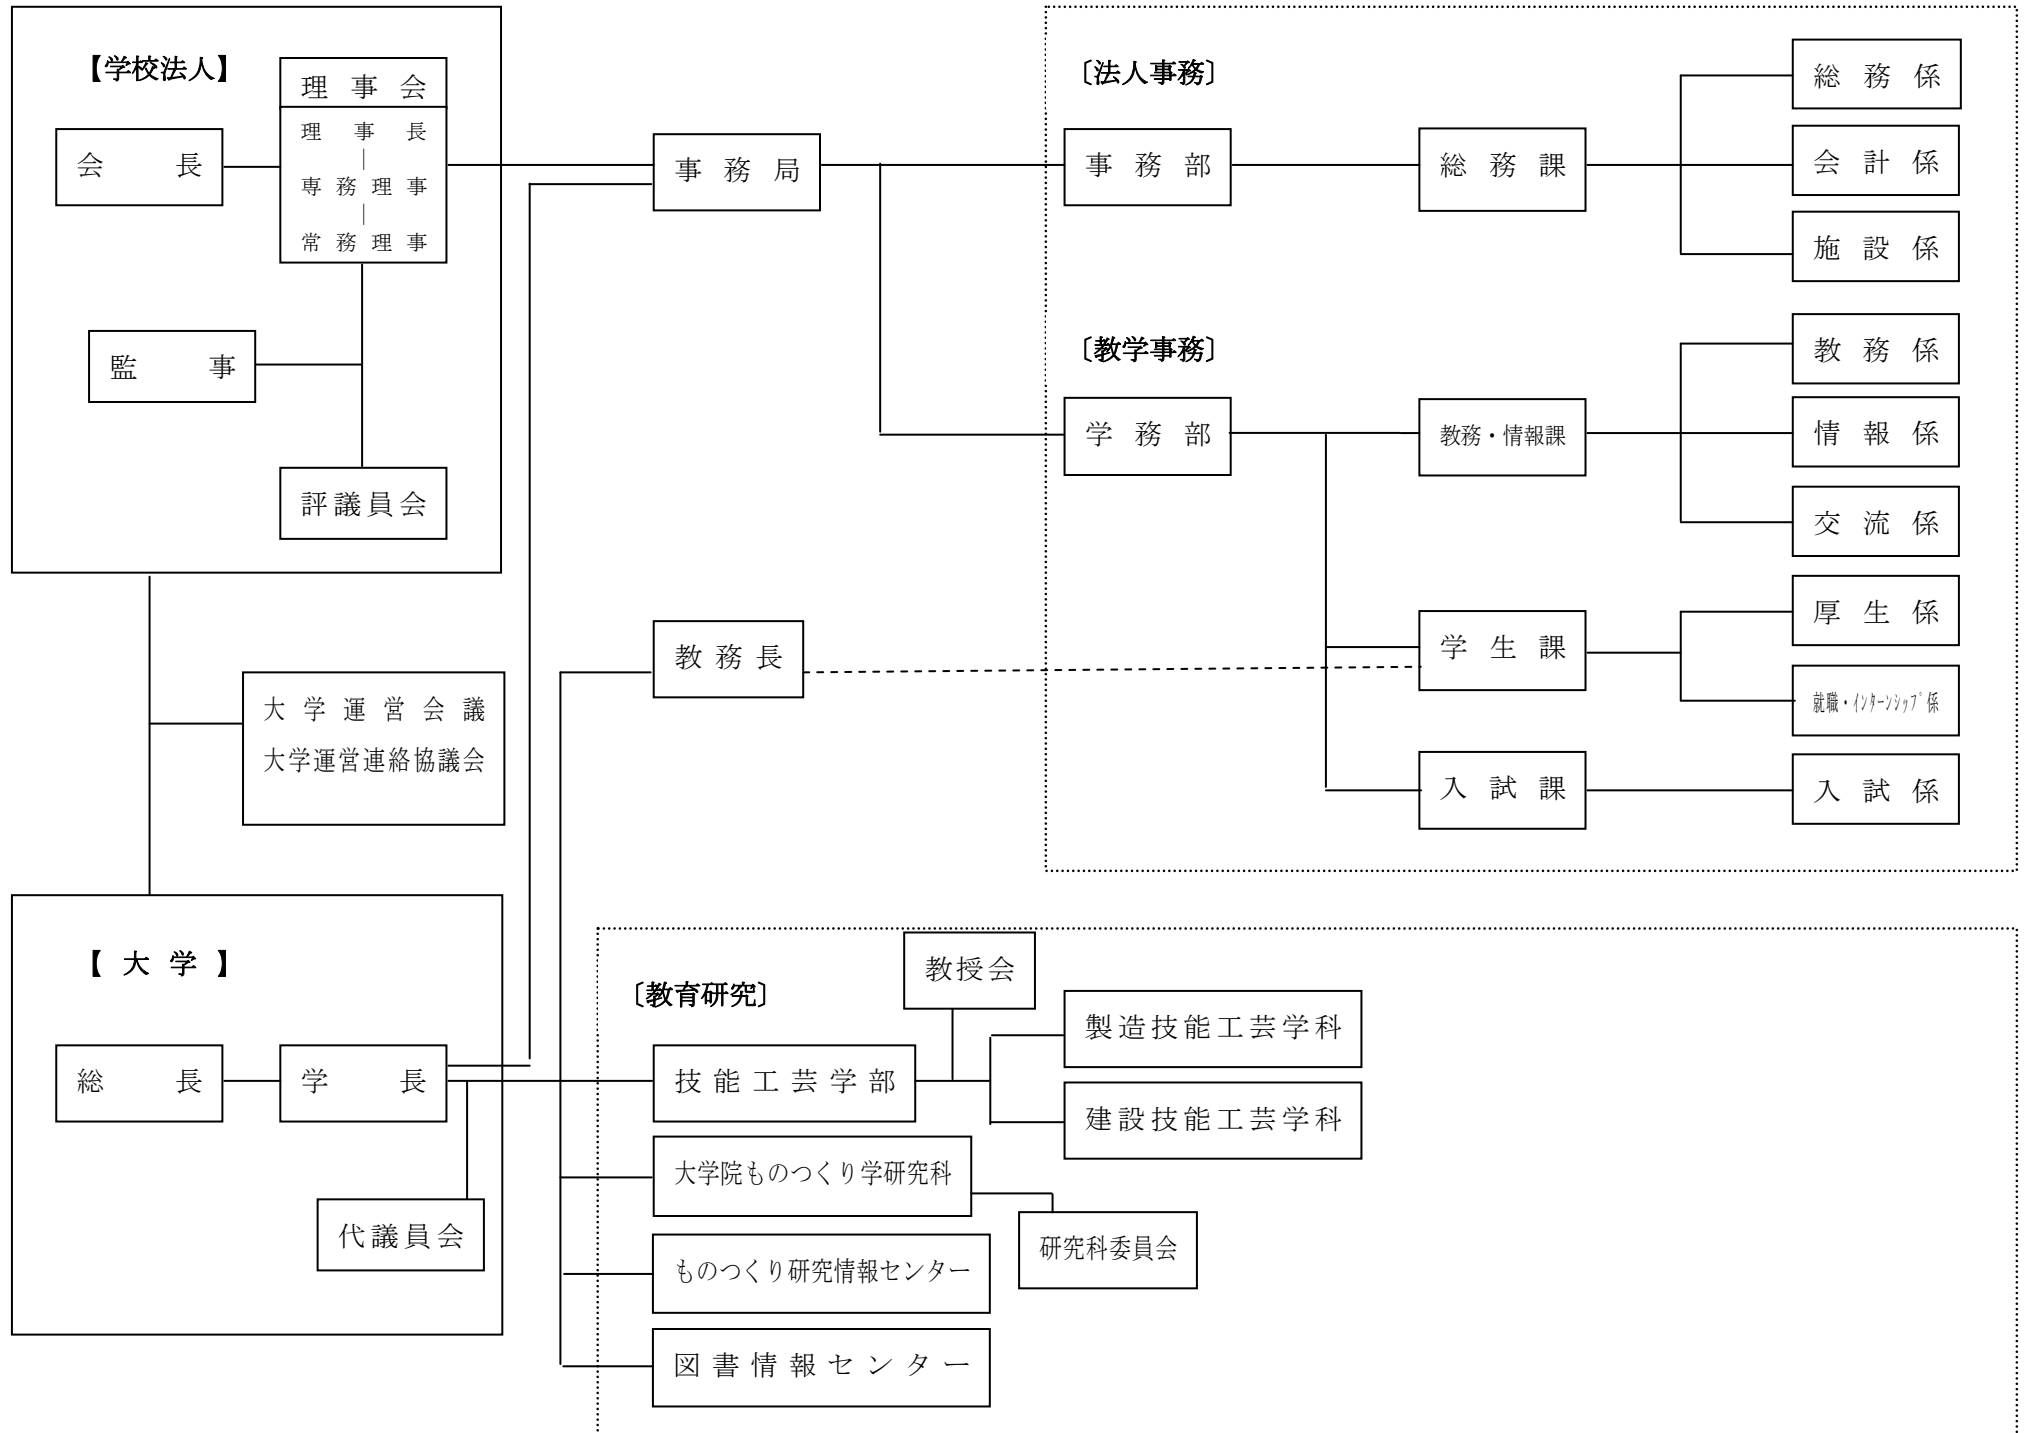 【学校法人】
理事会
理事長
｜
専務理事
｜
常務理事
会長
監事
評議員会
大学運営会議
大学運営連絡協議会
【 大 学 】
総長
学長
代議員会
事務局
教務長
〔法人事務〕
事務部
総務課
総務係
会計係
施設係
〔教学事務〕
学務部
教務・情報課
教務係
情報係
交流係
学生課
厚生係
就職・ｲﾝﾀｰﾝｼｯﾌﾟ係
入試課
入試係
〔教育研究〕
教授会
技能工芸学部
製造技能工芸学科
建設技能工芸学科
大学院ものつくり学研究科
研究科委員会
ものつくり研究情報センター
図書情報センター